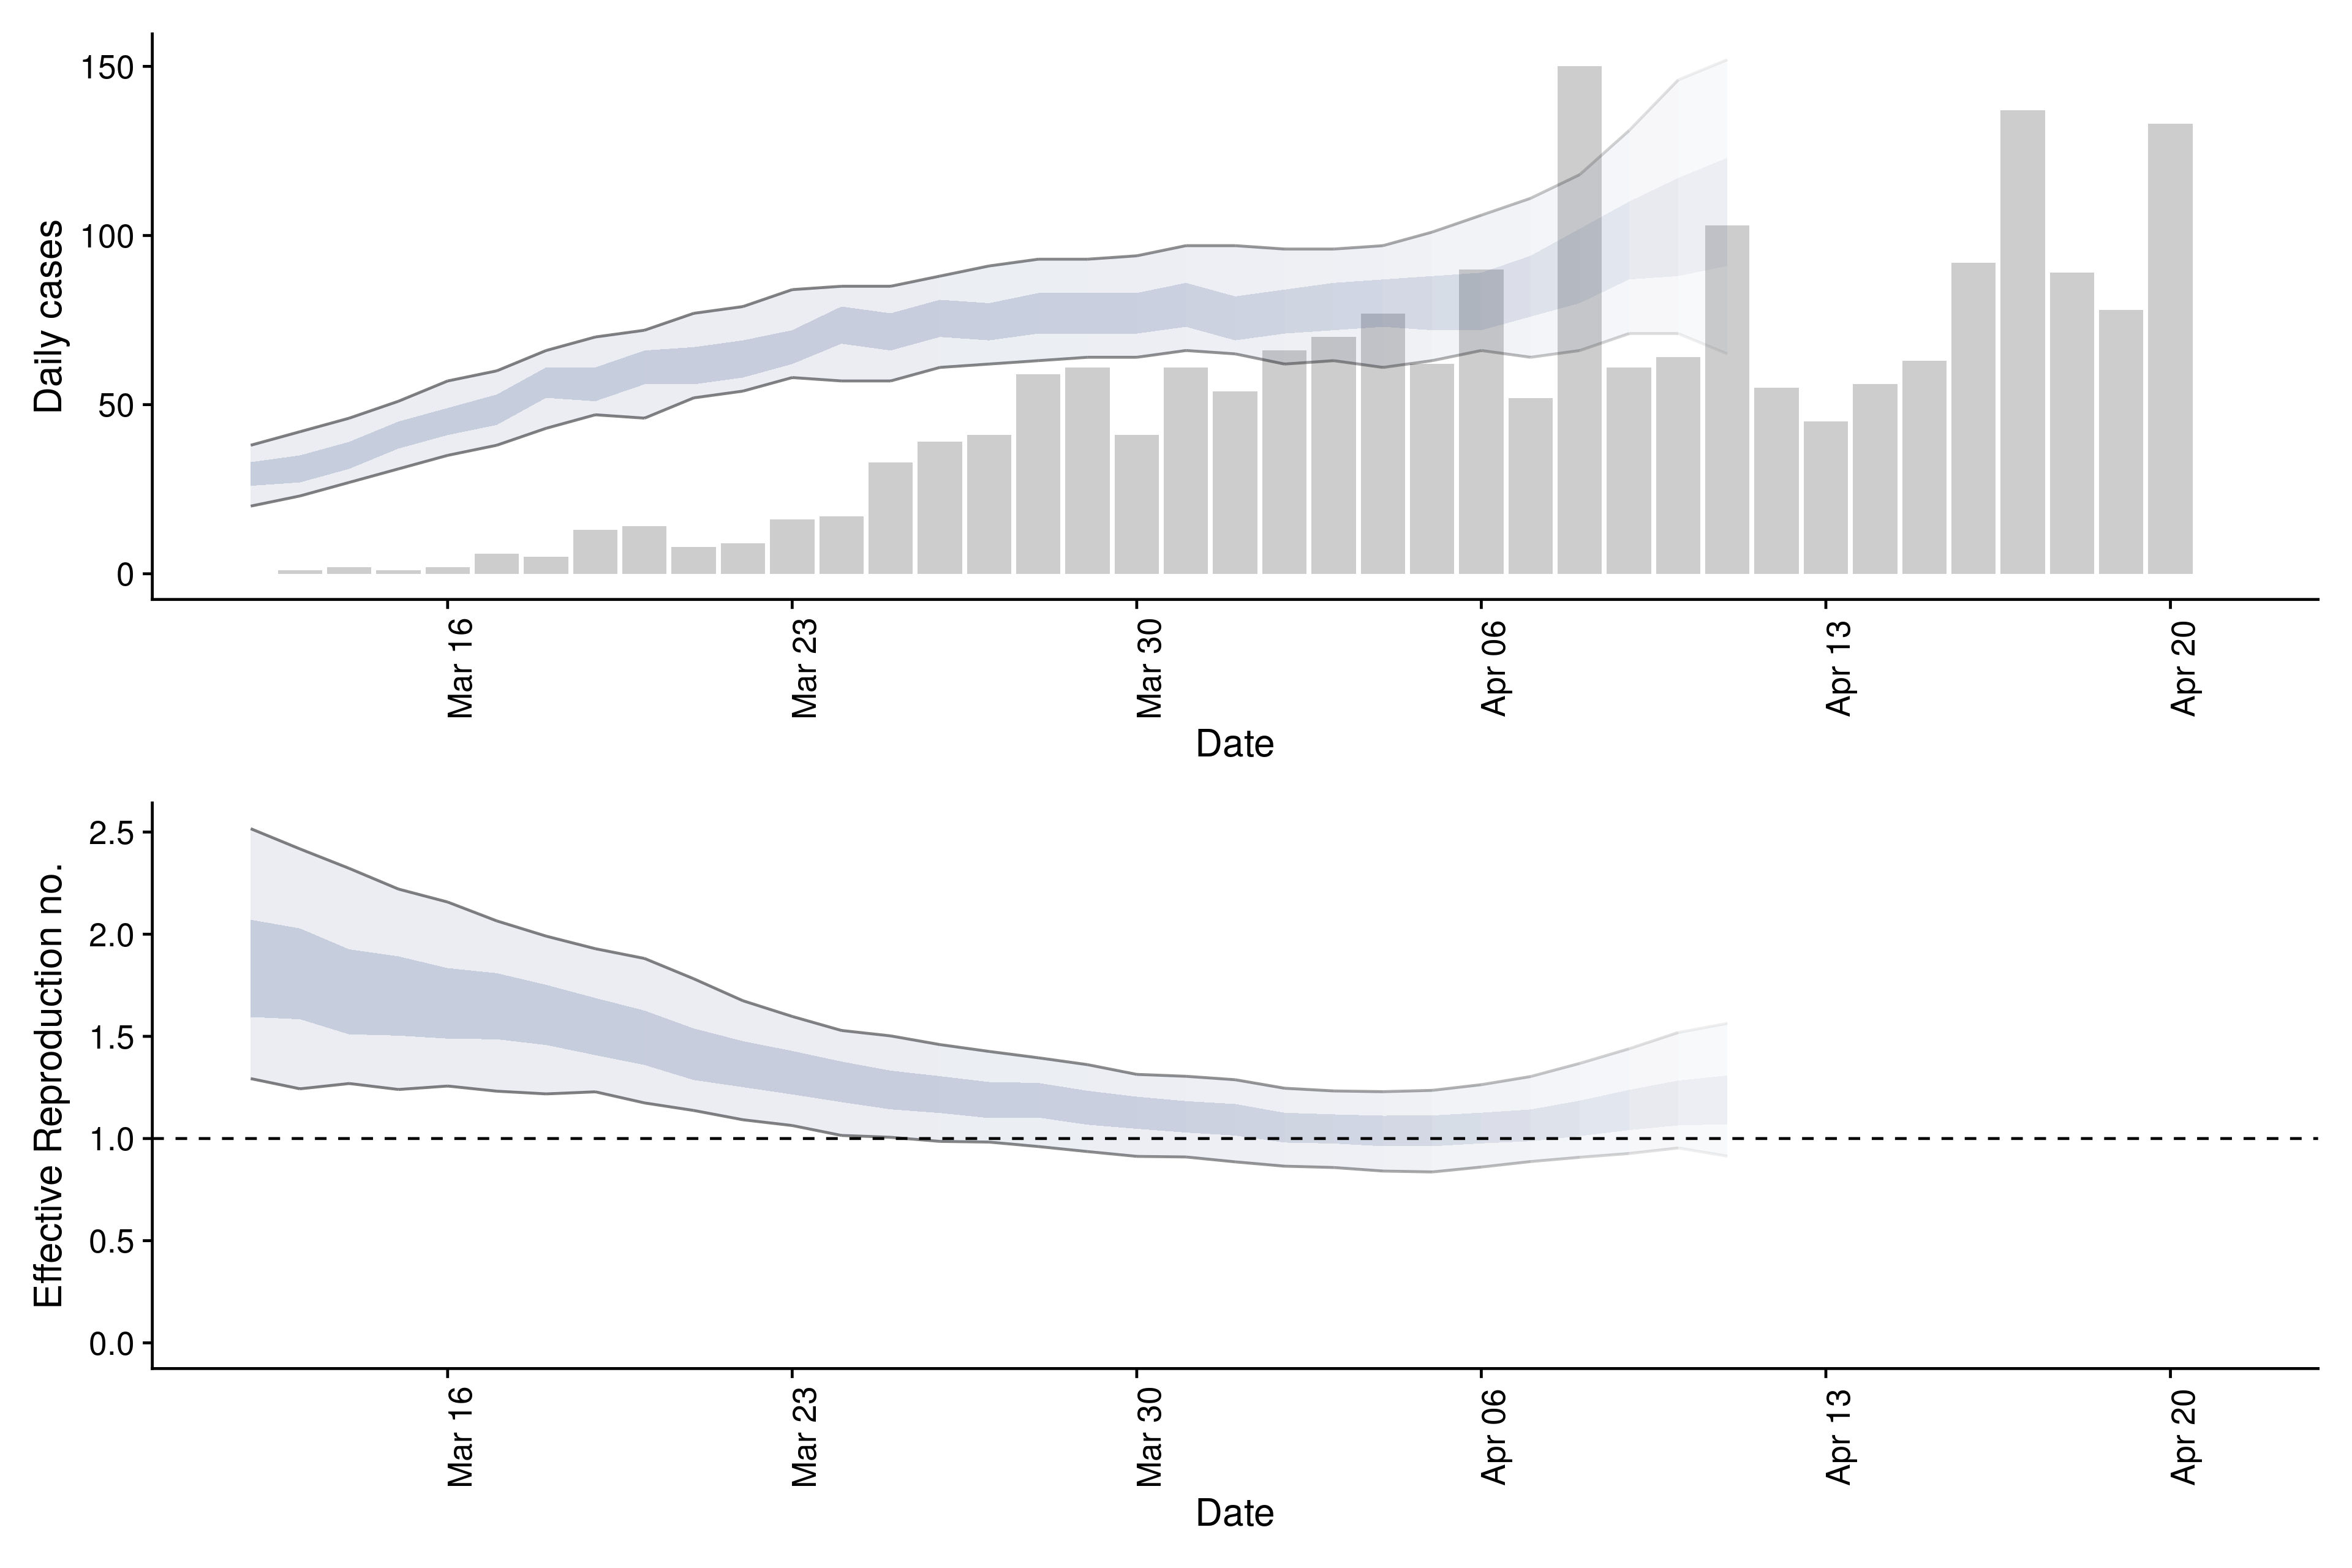 150
100
50
0
Daily cases
Mar 16
Mar 23
Mar 30
Apr 06
Apr 13
Apr 20
Date
2.5
2.0
1.5
1.0
0.5
0.0
Effective Reproduction no.
Mar 16
Mar 23
Mar 30
Apr 06
Apr 13
Apr 20
Date